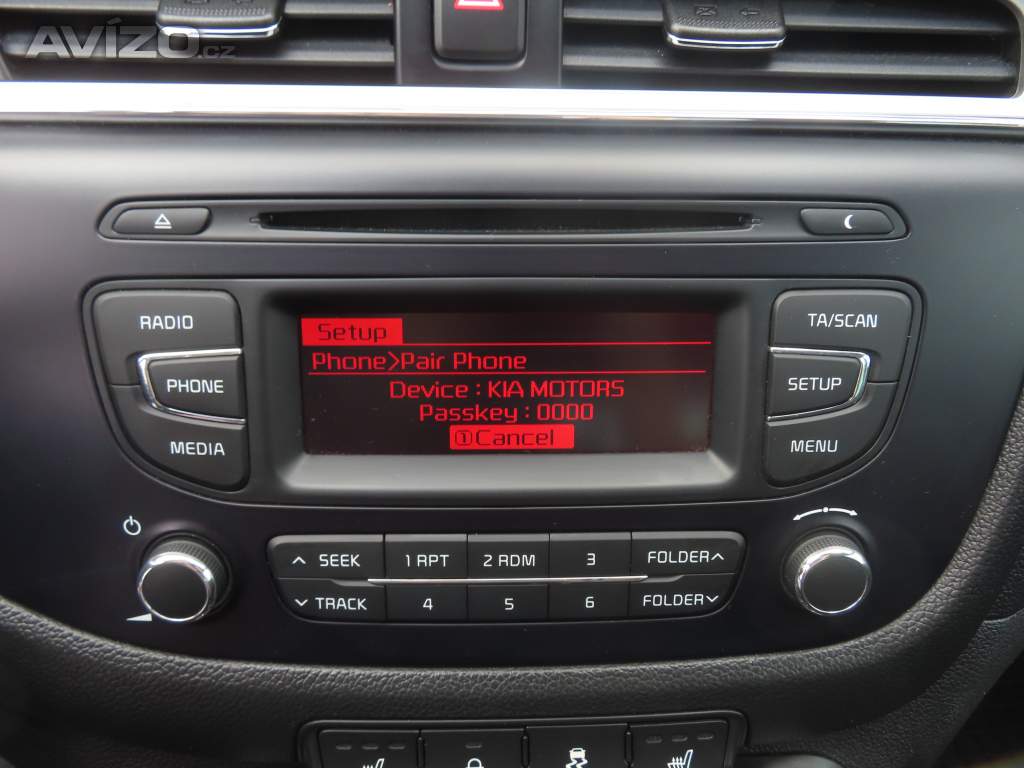 AVÍZO.cz
Setup
Phone>Pair Phone
Device : KIA MOTORS
Passkey : 0000
①Cancel
RADIO
PHONE
MEDIA
TA/SCAN
SETUP
MENU
SEEK 1 RPT 2 RDM 3 FOLDER
TRACK 4 5 6 FOLDER